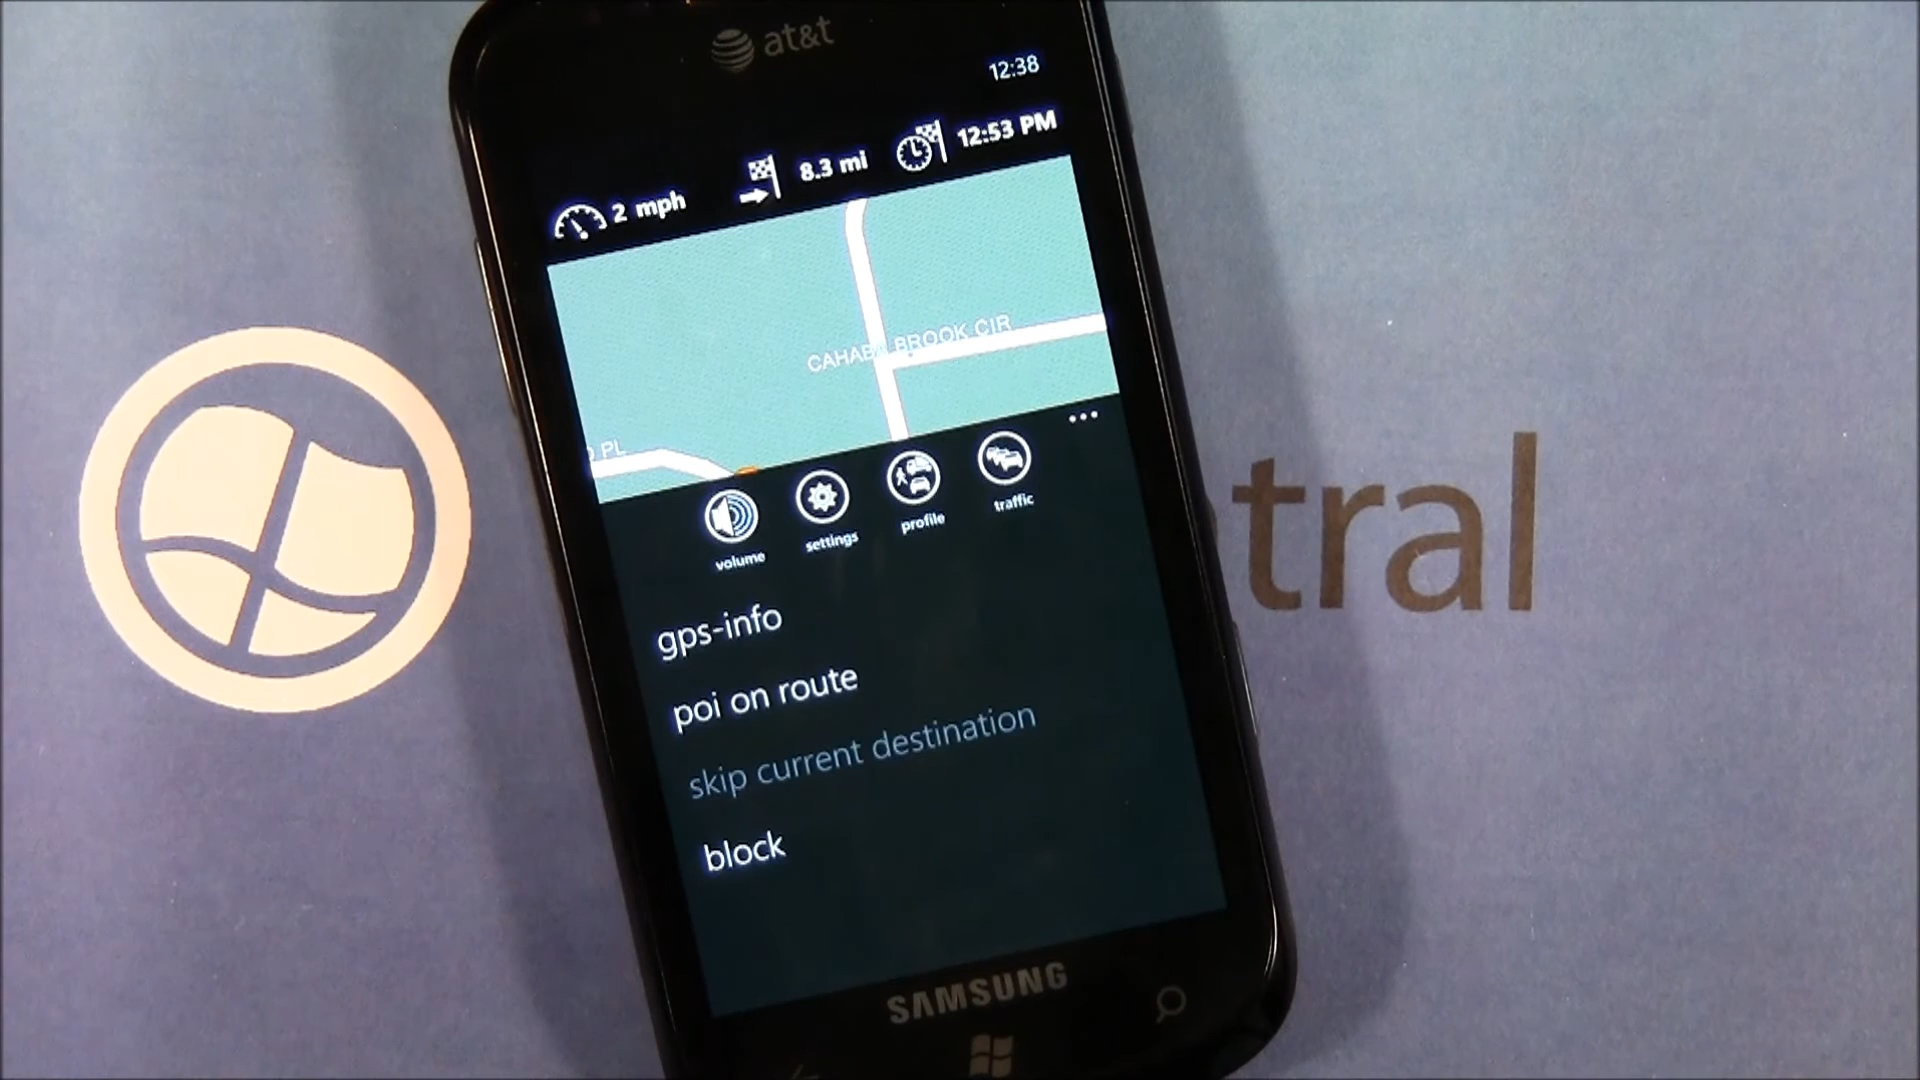 at&t
12:38
2 mph 8.3 mi 12:53 PM
CAHABA BROOK CIR
PL
volume settings profile traffic
gps-info
poi on route
skip current destination
block
tral
SAMSUNG